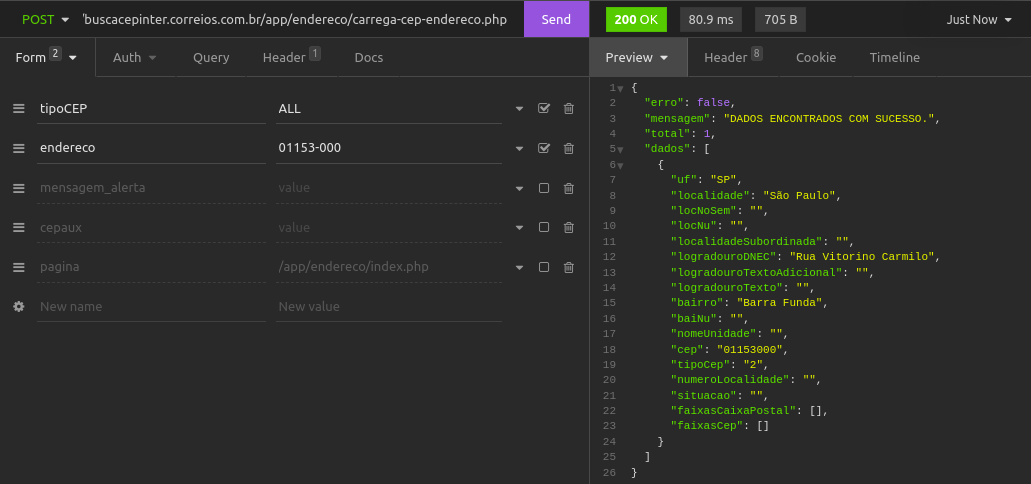 POST 'buscacepinter.correios.com.br/app/endereco/carrega-cep-endereco.php Send 200 OK 80.9 ms 705 B Just Now
Form 2 Auth Query Header 1 Docs Preview Header 8 Cookie Timeline
tipoCEP ALL
endereco 01153-000
mensagem_alerta value
cepaux value
pagina /app/endereco/index.php
New name New value
1 {
2 "erro": false,
3 "mensagem": "DADOS ENCONTRADOS COM SUCESSO.",
4 "total": 1,
5 "dados": [
6 {
7 "uf": "SP",
8 "localidade": "São Paulo",
9 "locNoSem": "",
10 "locNu": "",
11 "localidadeSubordinada": "",
12 "logradouroDNEC": "Rua Vitorino Carmilo",
13 "logradouroTextoAdicional": "",
14 "logradouroTexto": "",
15 "bairro": "Barra Funda",
16 "baiNu": "",
17 "nomeUnidade": "",
18 "cep": "01153000",
19 "tipoCep": "2",
20 "numeroLocalidade": "",
21 "situacao": "",
22 "faixasCaixaPostal": [],
23 "faixasCep": []
24 }
25 ]
26 }